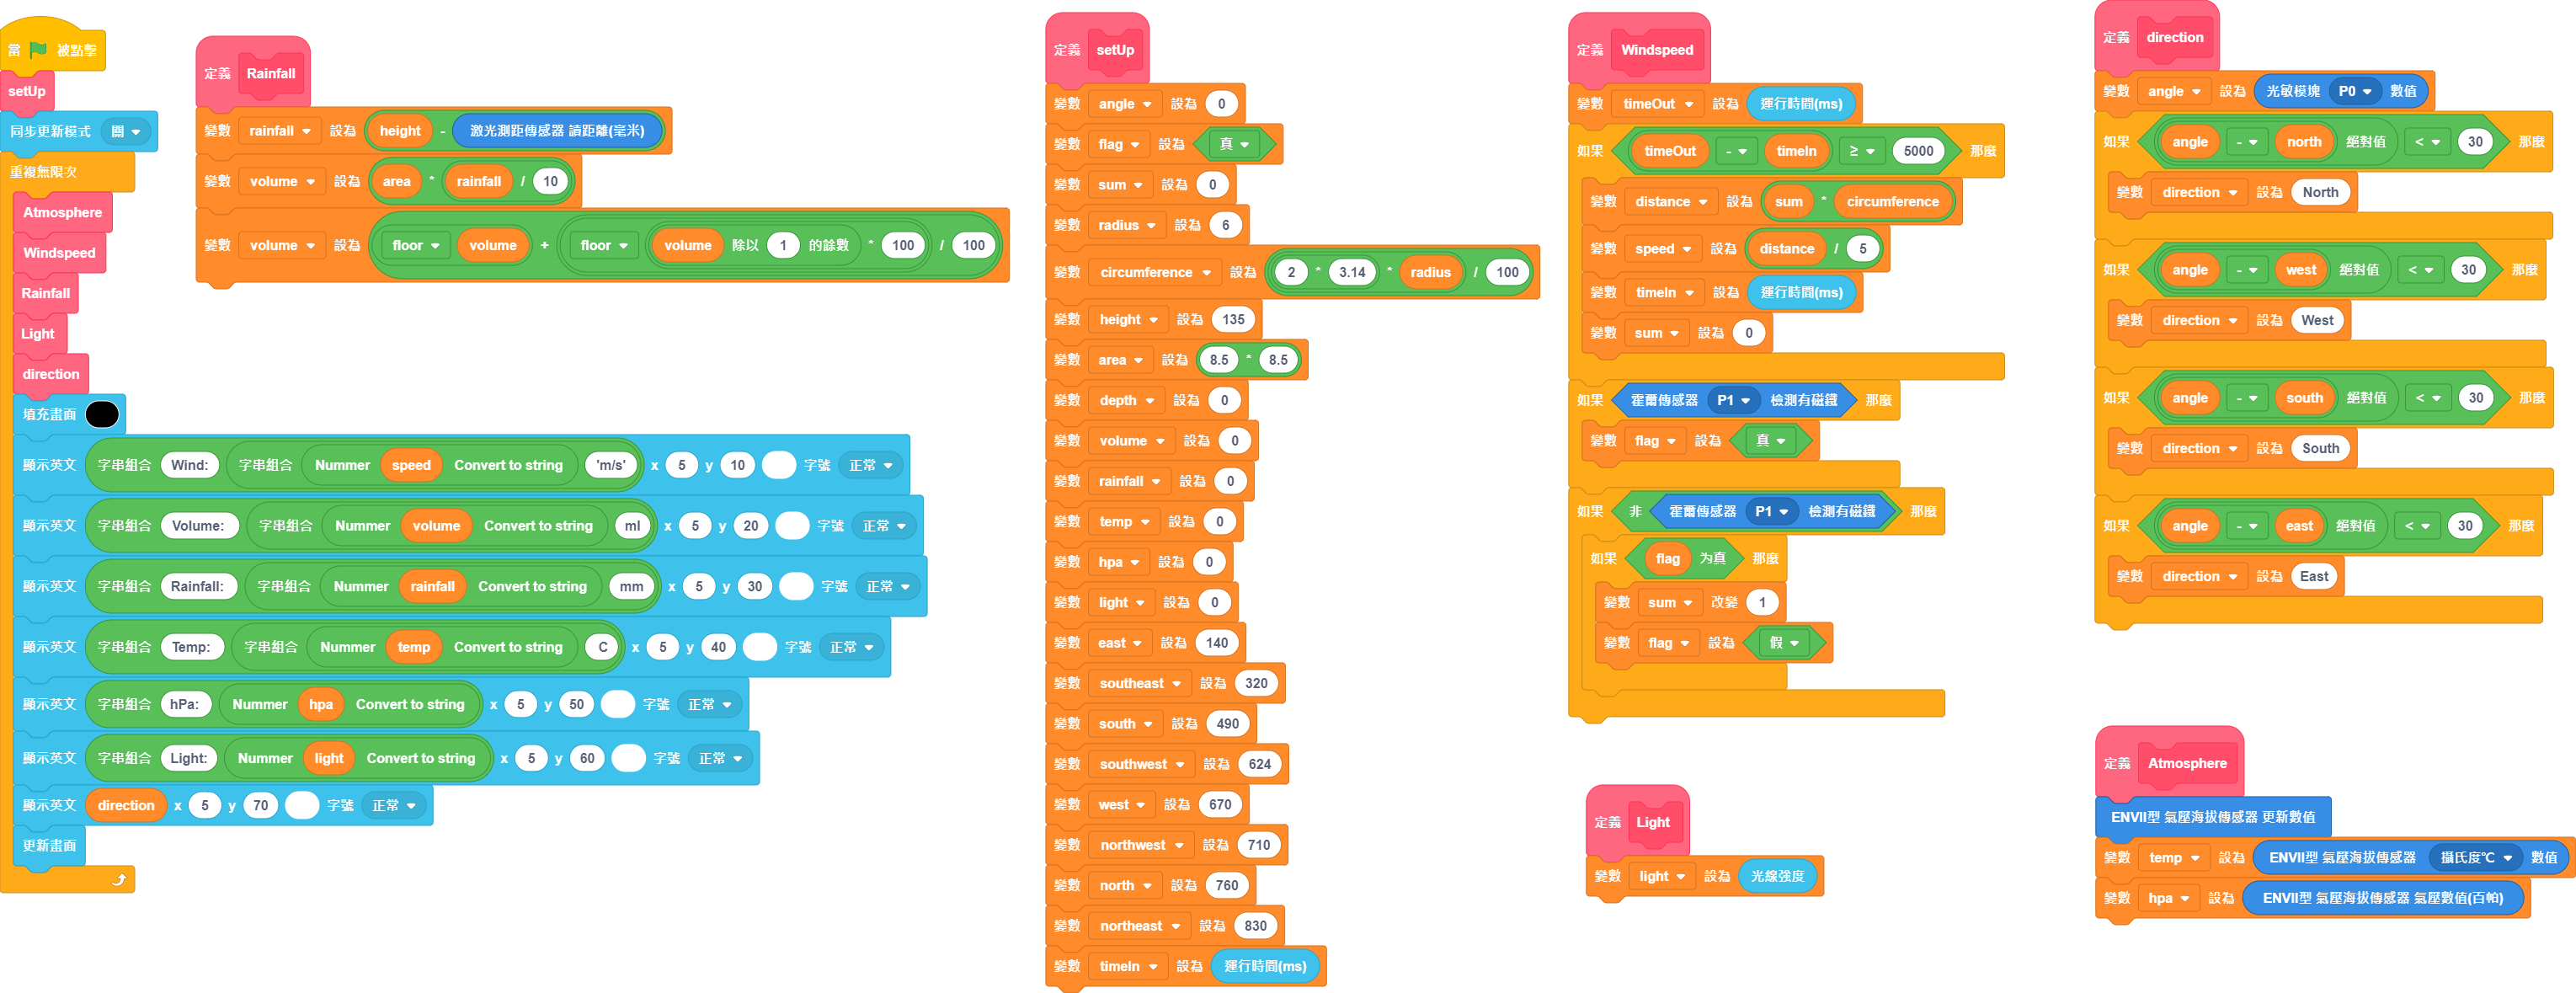 當 被點擊
setUp
同步更新模式 開
重複無限次
Atmosphere
Windspeed
Rainfall
Light
direction
填充畫面
顯示英文 字串組合 Wind: 字串組合 Nummer speed Convert to string 'm/s' x 5 y 10 字號 正常
顯示英文 字串組合 Volume: 字串組合 Nummer volume Convert to string ml x 5 y 20 字號 正常
顯示英文 字串組合 Rainfall: 字串組合 Nummer rainfall Convert to string mm x 5 y 30 字號 正常
顯示英文 字串組合 Temp: 字串組合 Nummer temp Convert to string C x 5 y 40 字號 正常
顯示英文 字串組合 hPa: Nummer hpa Convert to string x 5 y 50 字號 正常
顯示英文 字串組合 Light: Nummer light Convert to string x 5 y 60 字號 正常
顯示英文 direction x 5 y 70 字號 正常
更新畫面
定義 Rainfall
變數 rainfall 設為 height - 激光測距傳感器 讀距離(毫米)
變數 volume 設為 area * rainfall / 10
變數 volume 設為 floor volume + floor volume 除以 1 的餘數 * 100 / 100
定義 setUp
變數 angle 設為 0
變數 flag 設為 真
變數 sum 設為 0
變數 radius 設為 6
變數 circumference 設為 2 * 3.14 * radius / 100
變數 height 設為 135
變數 area 設為 8.5 * 8.5
變數 depth 設為 0
變數 volume 設為 0
變數 rainfall 設為 0
變數 temp 設為 0
變數 hpa 設為 0
變數 light 設為 0
變數 east 設為 140
變數 southeast 設為 320
變數 south 設為 490
變數 southwest 設為 624
變數 west 設為 670
變數 northwest 設為 710
變數 north 設為 760
變數 northeast 設為 830
變數 timeIn 設為 運行時間(ms)
定義 Windspeed
變數 timeOut 設為 運行時間(ms)
如果 timeOut - timeIn ≥ 5000 那麼
變數 distance 設為 sum * circumference
變數 speed 設為 distance / 5
變數 timeIn 設為 運行時間(ms)
變數 sum 設為 0
如果 霍爾傳感器 P1 檢測有磁鐵 那麼
變數 flag 設為 真
如果 非 霍爾傳感器 P1 檢測有磁鐵 那麼
如果 flag 为真 那麼
變數 sum 改變 1
變數 flag 設為 假
定義 Light
變數 light 設為 光線強度
定義 direction
變數 angle 設為 光敏模塊 P0 數值
如果 angle - north 絕對值 < 30 那麼
變數 direction 設為 North
如果 angle - west 絕對值 < 30 那麼
變數 direction 設為 West
如果 angle - south 絕對值 < 30 那麼
變數 direction 設為 South
如果 angle - east 絕對值 < 30 那麼
變數 direction 設為 East
定義 Atmosphere
ENVII型 氣壓海拔傳感器 更新數值
變數 temp 設為 ENVII型 氣壓海拔傳感器 攝氏度℃ 數值
變數 hpa 設為 ENVII型 氣壓海拔傳感器 氣壓數值(百帕)